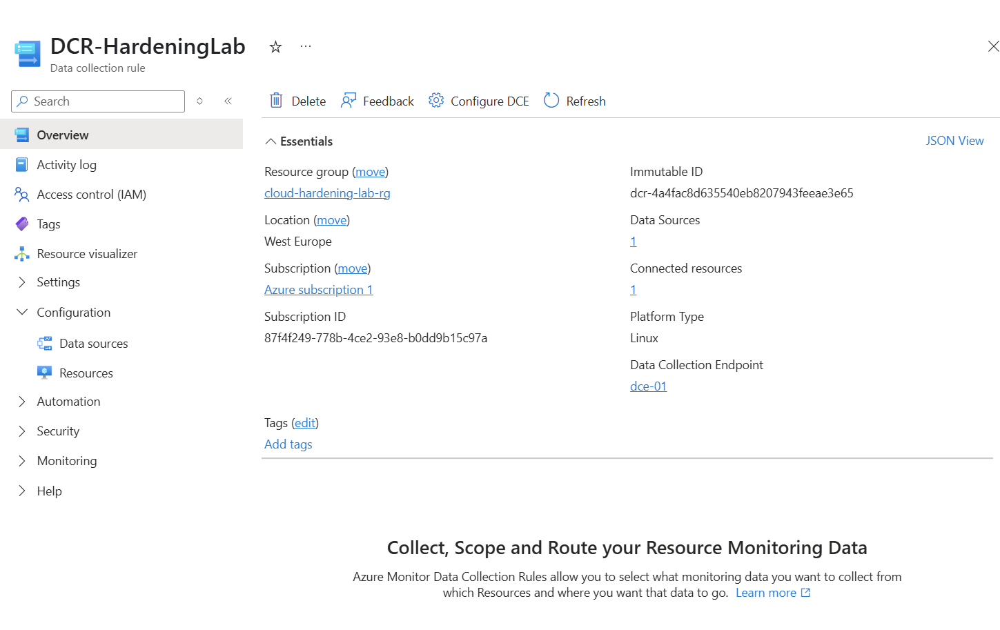 DCR-HardeningLab
Data collection rule
Search
Overview
Activity log
Access control (IAM)
Tags
Resource visualizer
Settings
Configuration
Data sources
Resources
Automation
Security
Monitoring
Help
Delete
Feedback
Configure DCE
Refresh
Essentials
JSON View
Resource group (move)
cloud-hardening-lab-rg
Location (move)
West Europe
Subscription (move)
Azure subscription 1
Subscription ID
87f4f249-778b-4ce2-93e8-b0dd9b15c97a
Immutable ID
dcr-4a4fac8d635540eb8207943feeae3e65
Data Sources
1
Connected resources
1
Platform Type
Linux
Data Collection Endpoint
dce-01
Tags (edit)
Add tags
Collect, Scope and Route your Resource Monitoring Data
Azure Monitor Data Collection Rules allow you to select what monitoring data you want to collect from
which Resources and where you want that data to go. Learn more